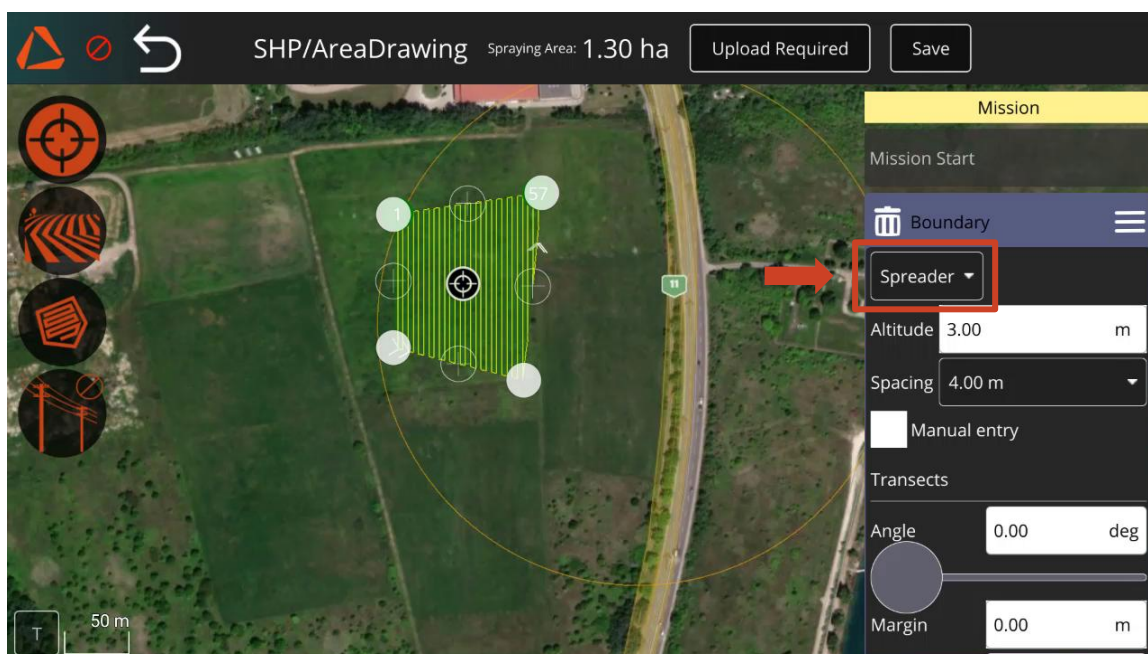 SHP/AreaDrawing Spraying Area: 1.30 ha Upload Required Save
Mission
Mission Start
Boundary
Spreader
Altitude 3.00 m
Spacing 4.00 m
Manual entry
Transects
Angle 0.00 deg
Margin 0.00 m
1
57
11
T
50 m